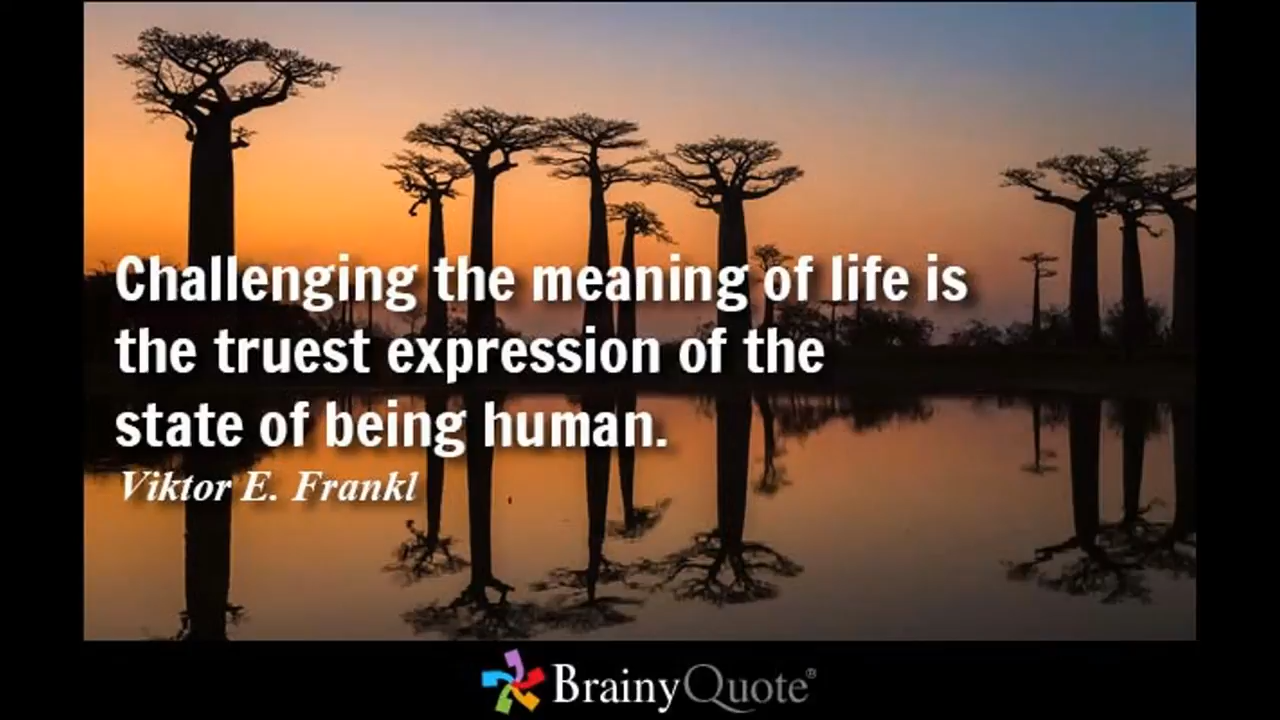 Challenging the meaning of life is
the truest expression of the
state of being human.
Viktor E. Frankl
BrainyQuote®